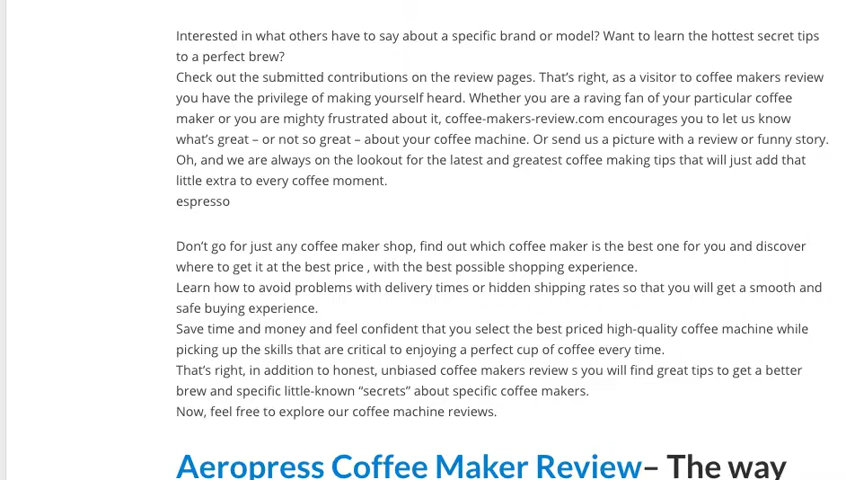 Interested in what others have to say about a specific brand or model? Want to learn the hottest secret tips
to a perfect brew?
Check out the submitted contributions on the review pages. That's right, as a visitor to coffee makers review
you have the privilege of making yourself heard. Whether you are a raving fan of your particular coffee
maker or you are mighty frustrated about it, coffee-makers-review.com encourages you to let us know
what's great – or not so great – about your coffee machine. Or send us a picture with a review or funny story.
Oh, and we are always on the lookout for the latest and greatest coffee making tips that will just add that
little extra to every coffee moment.
espresso
Don't go for just any coffee maker shop, find out which coffee maker is the best one for you and discover
where to get it at the best price , with the best possible shopping experience.
Learn how to avoid problems with delivery times or hidden shipping rates so that you will get a smooth and
safe buying experience.
Save time and money and feel confident that you select the best priced high-quality coffee machine while
picking up the skills that are critical to enjoying a perfect cup of coffee every time.
That's right, in addition to honest, unbiased coffee makers review s you will find great tips to get a better
brew and specific little-known “secrets” about specific coffee makers.
Now, feel free to explore our coffee machine reviews.
Aeropress Coffee Maker Review– The way